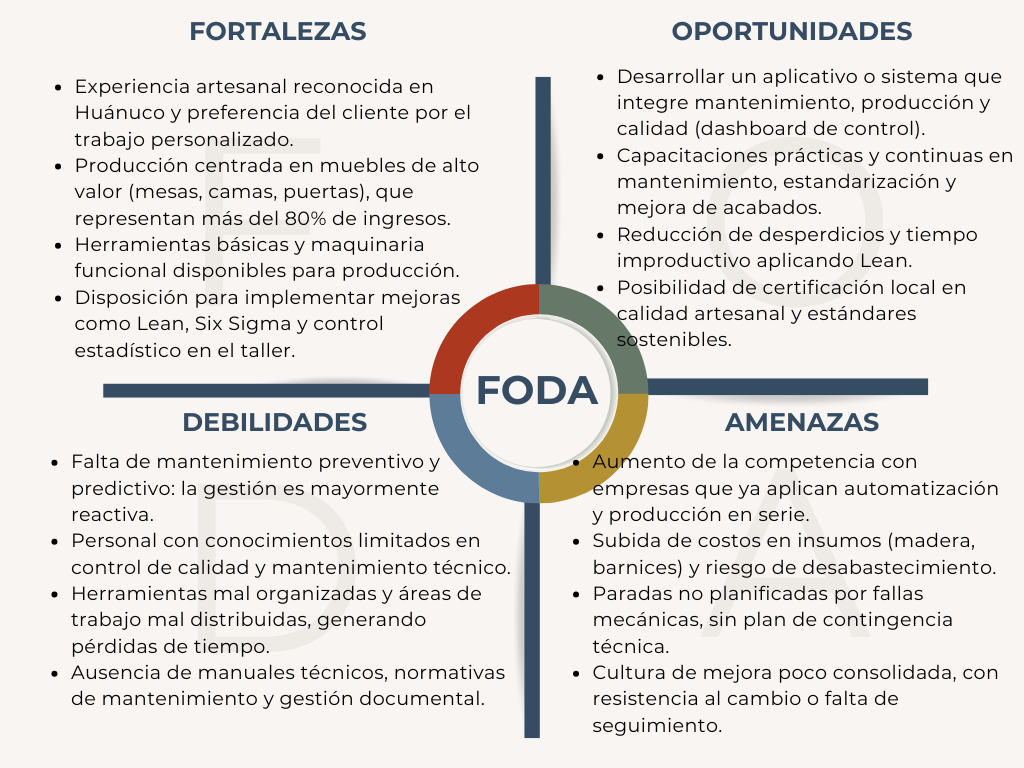 FORTALEZAS
• Experiencia artesanal reconocida en
Huánuco y preferencia del cliente por el
trabajo personalizado.
• Producción centrada en muebles de alto
valor (mesas, camas, puertas), que
representan más del 80% de ingresos.
• Herramientas básicas y maquinaria
funcional disponibles para producción.
• Disposición para implementar mejoras
como Lean, Six Sigma y control
estadístico en el taller.
F
OPORTUNIDADES
• Desarrollar un aplicativo o sistema que
integre mantenimiento, producción y
calidad (dashboard de control).
• Capacitaciones prácticas y continuas en
mantenimiento, estandarización y
mejora de acabados.
• Reducción de desperdicios y tiempo
improductivo aplicando Lean.
• Posibilidad de certificación local en
calidad artesanal y estándares
sostenibles.
O
FODA
DEBILIDADES
• Falta de mantenimiento preventivo y
predictivo: la gestión es mayormente
reactiva.
• Personal con conocimientos limitados en
control de calidad y mantenimiento técnico.
• Herramientas mal organizadas y áreas de
trabajo mal distribuidas, generando
pérdidas de tiempo.
• Ausencia de manuales técnicos, normativas
de mantenimiento y gestión documental.
D
AMENAZAS
• Aumento de la competencia con
empresas que ya aplican automatización
y producción en serie.
• Subida de costos en insumos (madera,
barnices) y riesgo de desabastecimiento.
• Paradas no planificadas por fallas
mecánicas, sin plan de contingencia
técnica.
• Cultura de mejora poco consolidada, con
resistencia al cambio o falta de
seguimiento.
A